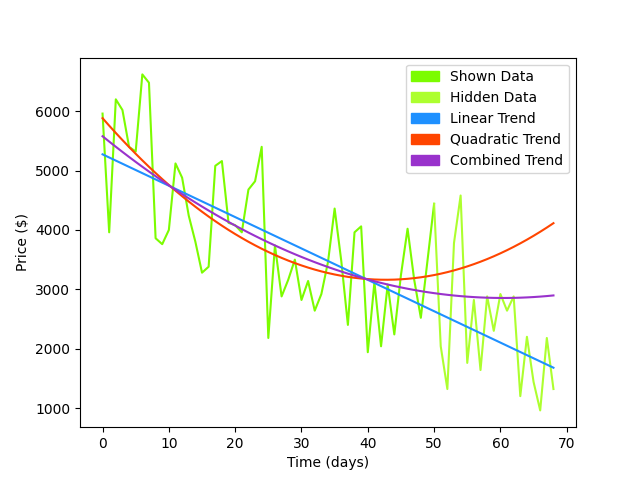 Shown Data
Hidden Data
Linear Trend
Quadratic Trend
Combined Trend
6000
5000
4000
3000
2000
1000
Price ($)
0 10 20 30 40 50 60 70
Time (days)